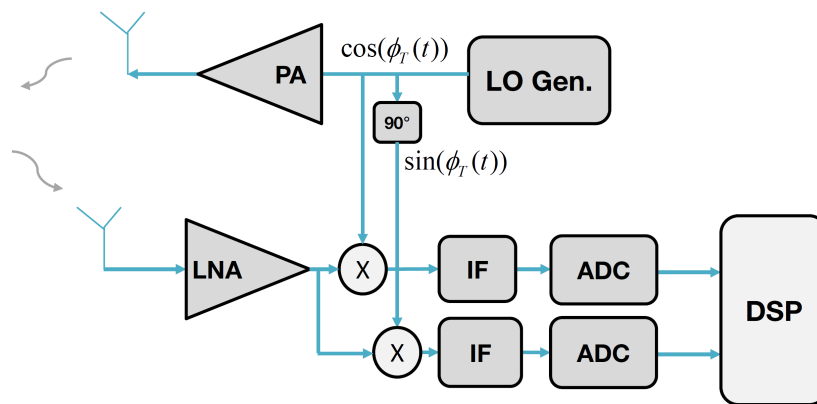 cos(ϕ_T(t))
PA
LO Gen.
90°
sin(ϕ_T(t))
LNA
X
IF
ADC
DSP
X
IF
ADC